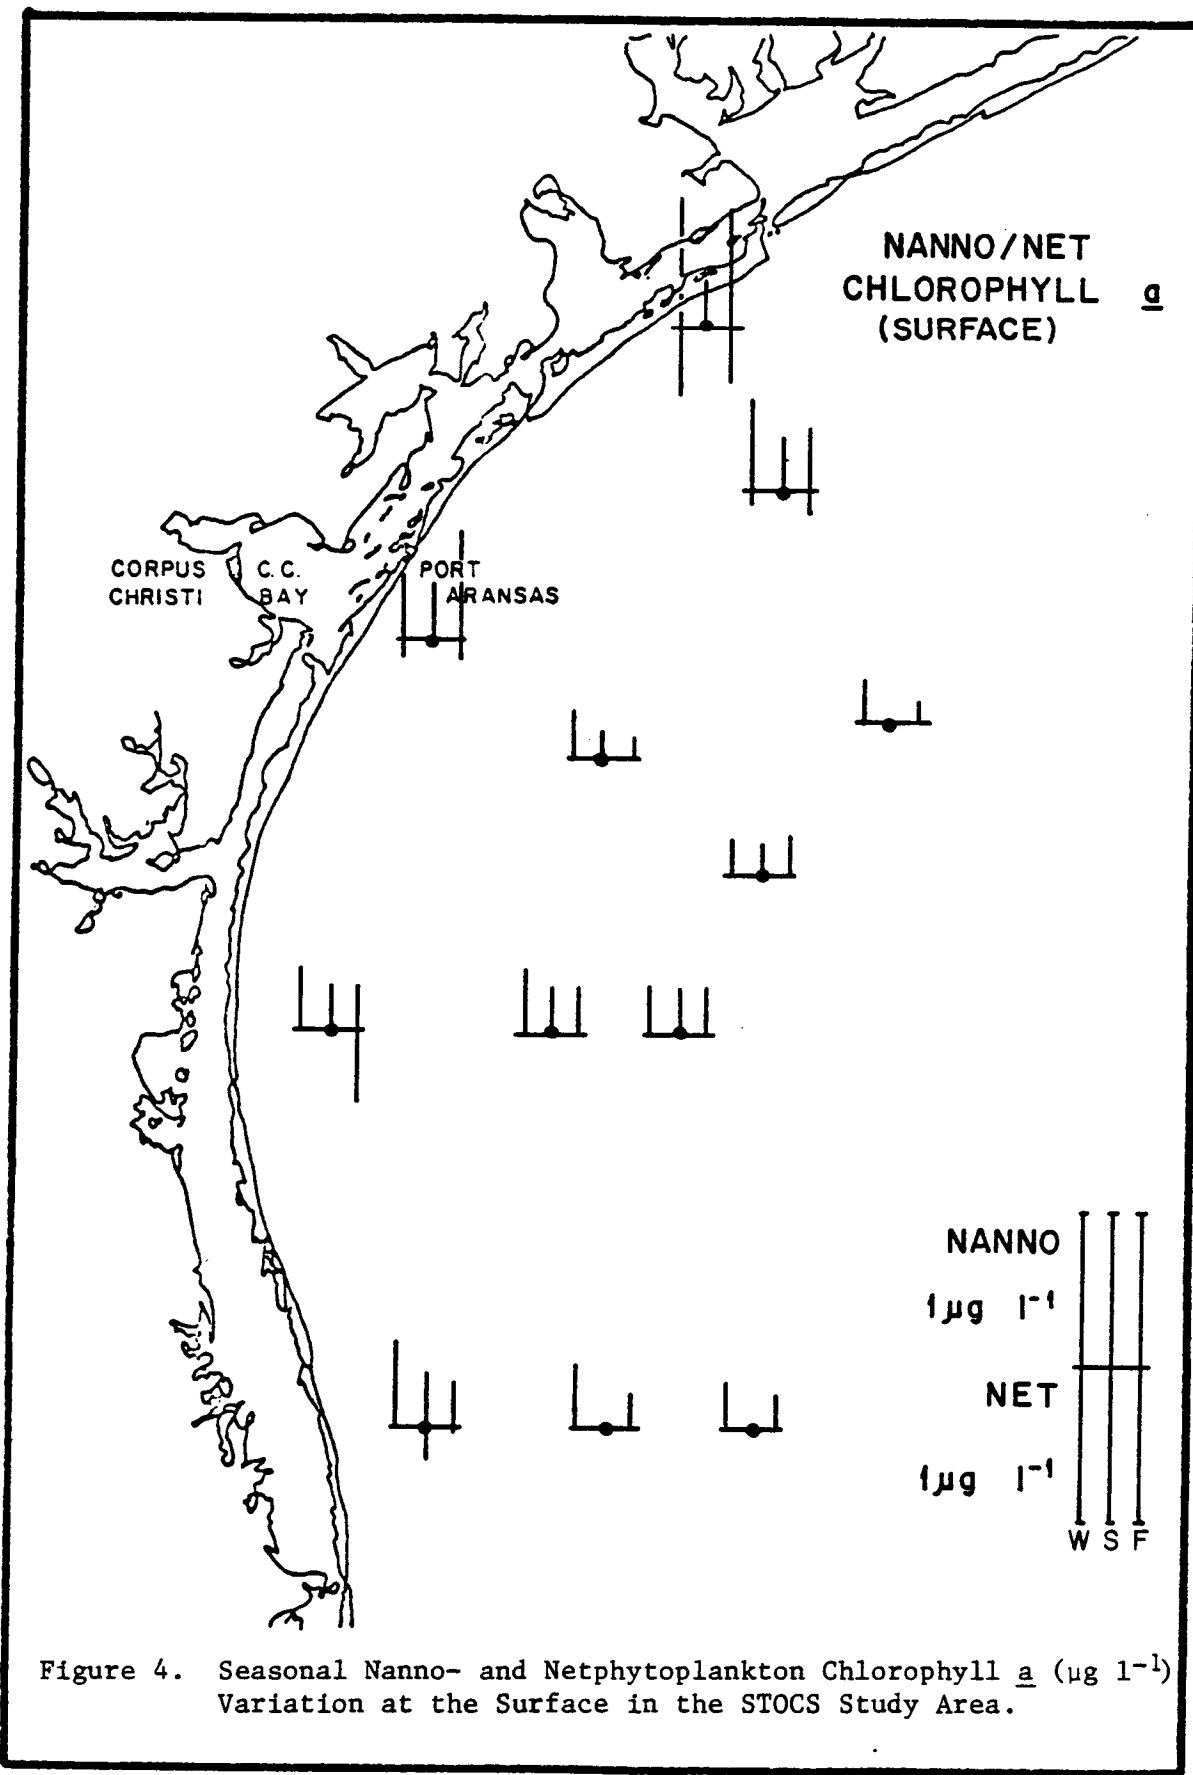 NANNO/NET
CHLOROPHYLL a
(SURFACE)
CORPUS
CHRISTI
C.C.
BAY
PORT
ARANSAS
NANNO
1µg l⁻¹
NET
1µg l⁻¹
W S F
Figure 4. Seasonal Nanno- and Netphytoplankton Chlorophyll a (µg l⁻¹)
Variation at the Surface in the STOCS Study Area.